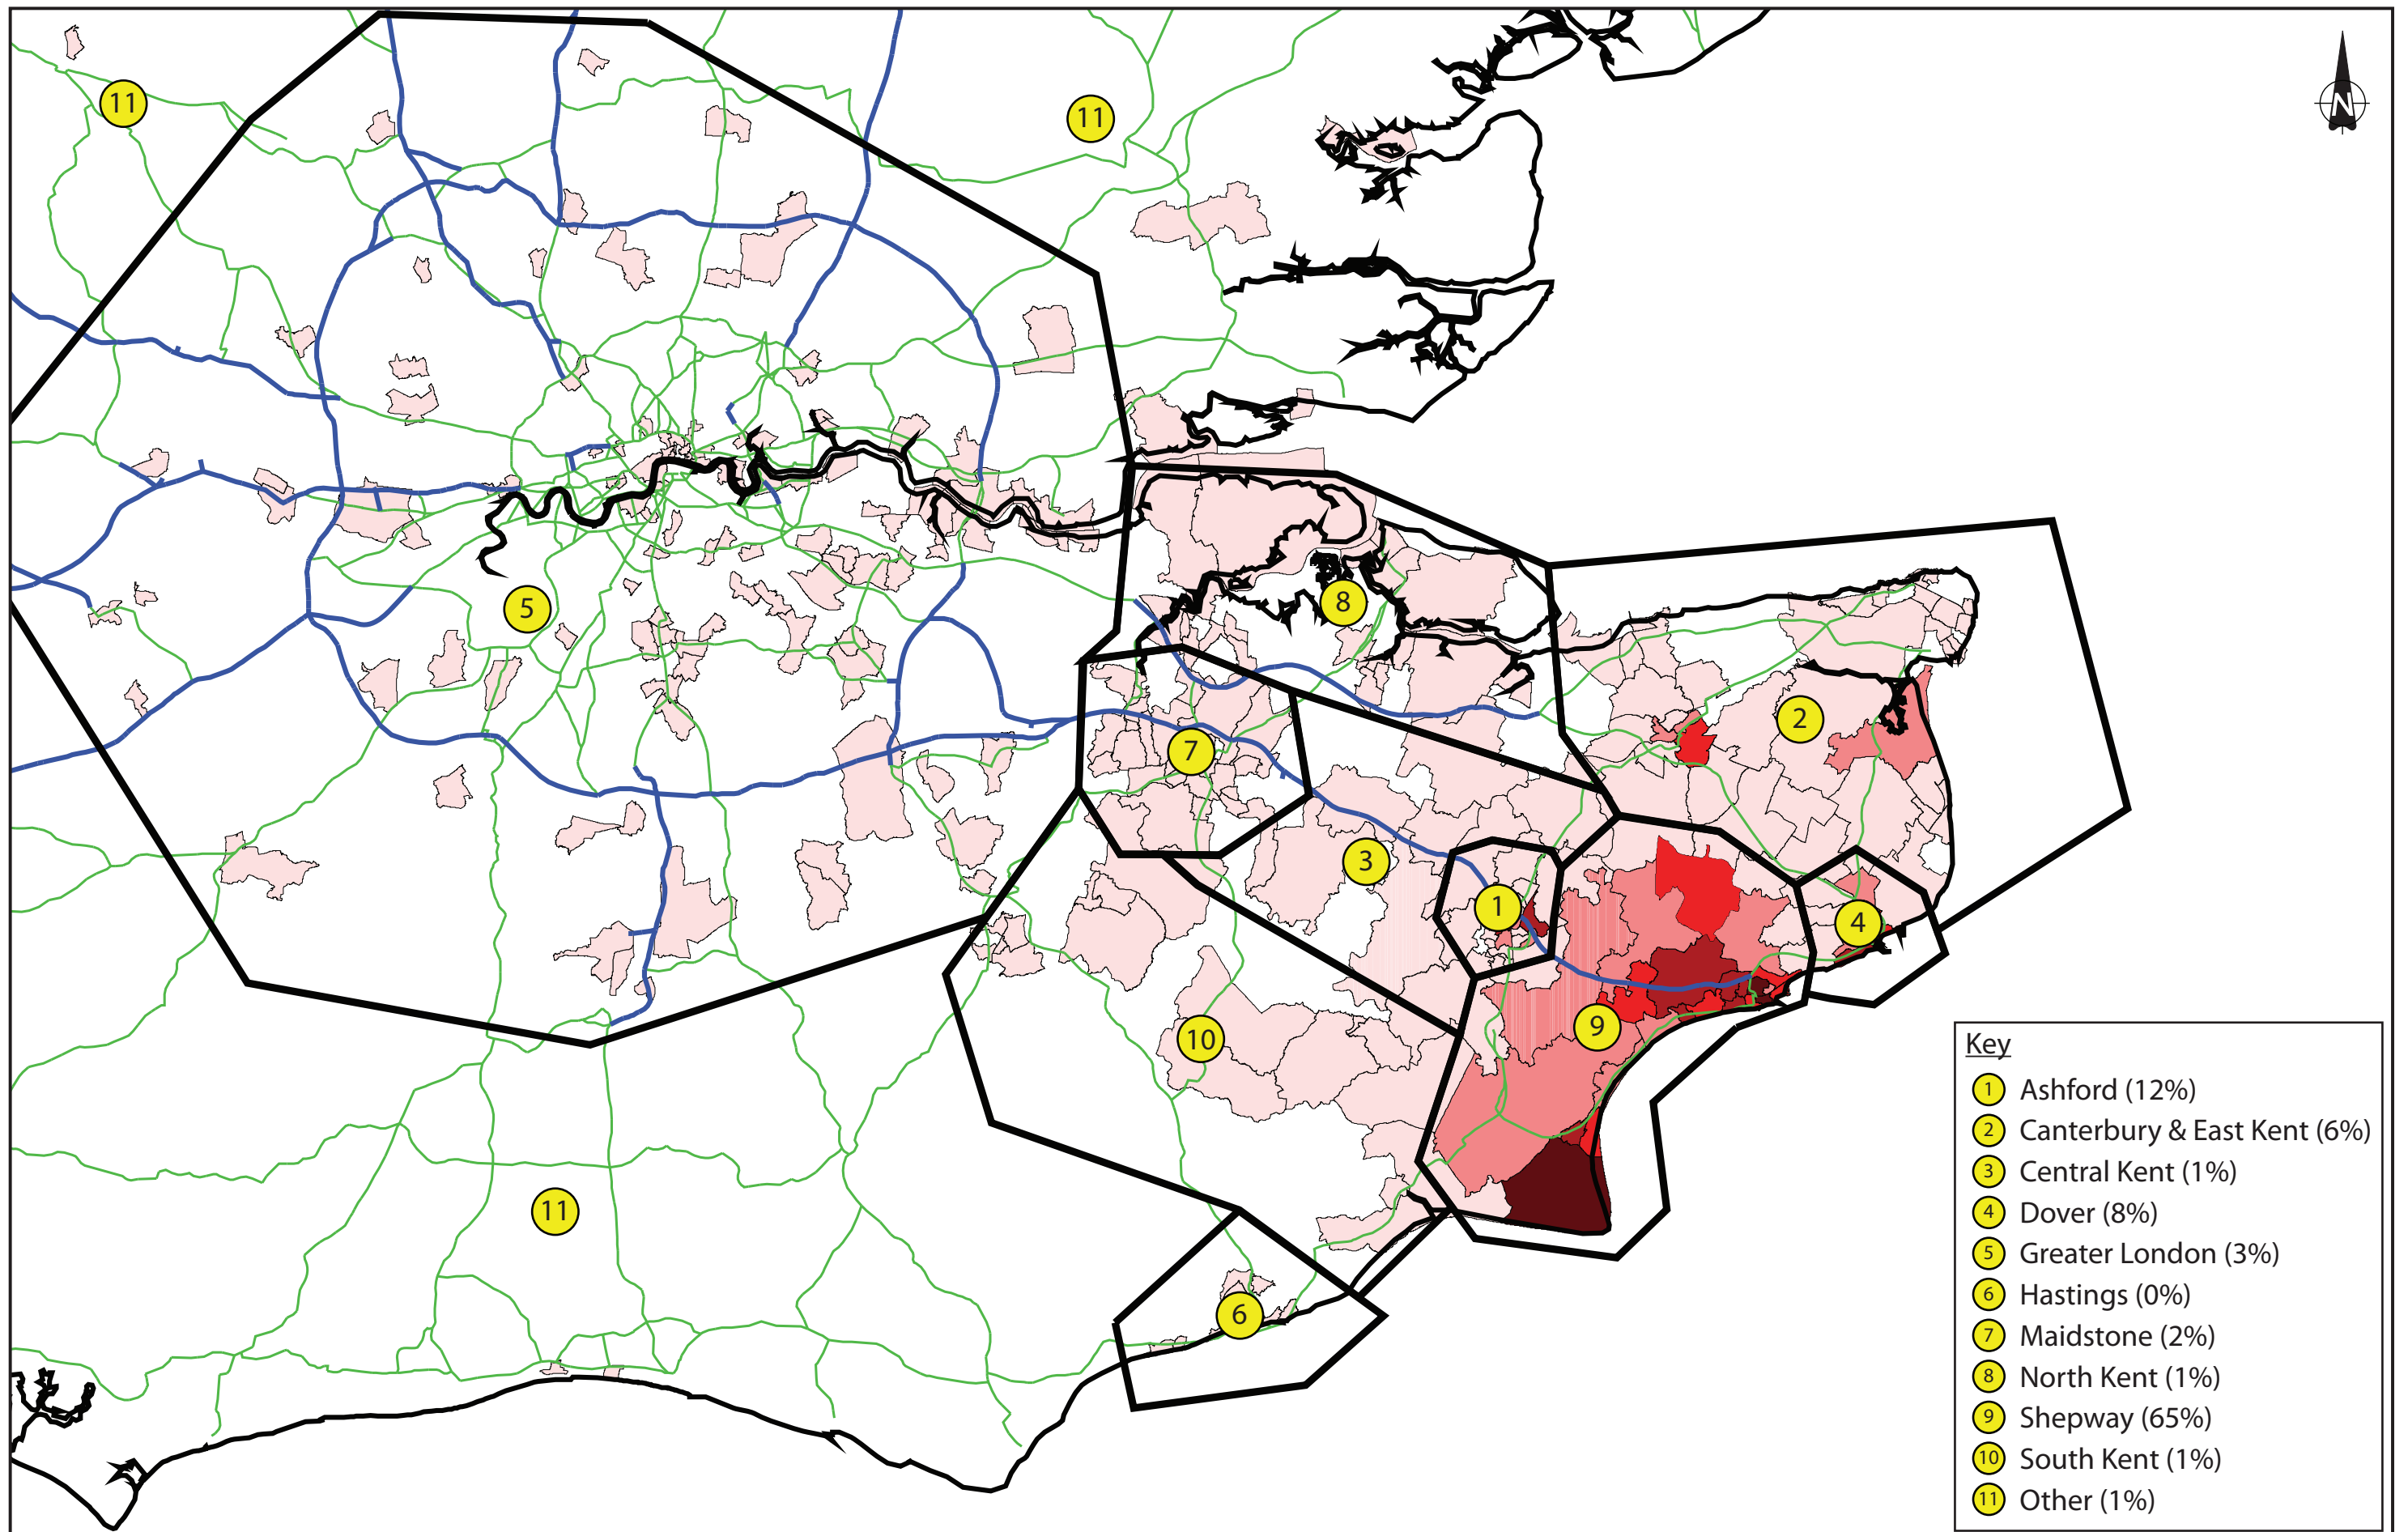 11
11
N
5
8
2
7
3
1
4
9
10
11
6
Key
1 Ashford (12%)
2 Canterbury & East Kent (6%)
3 Central Kent (1%)
4 Dover (8%)
5 Greater London (3%)
6 Hastings (0%)
7 Maidstone (2%)
8 North Kent (1%)
9 Shepway (65%)
10 South Kent (1%)
11 Other (1%)